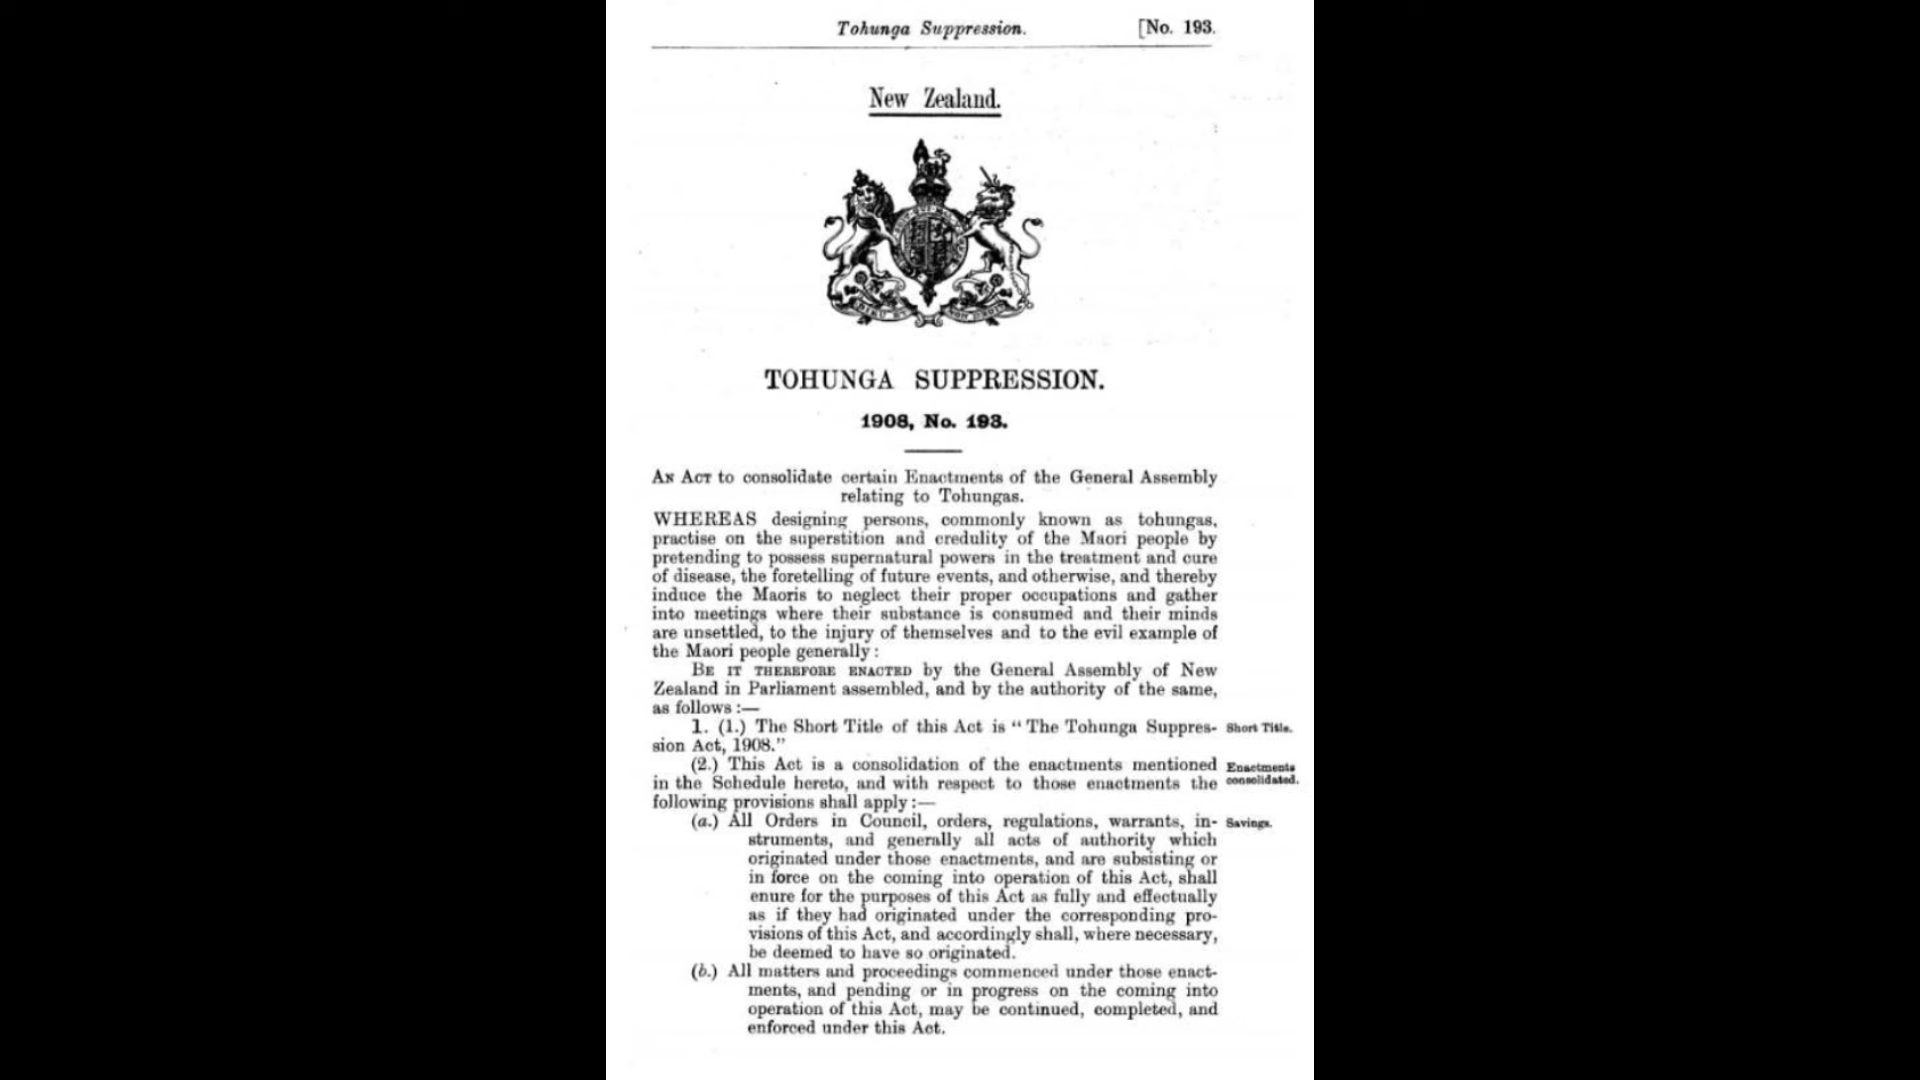 Tohunga Suppression. [No. 193.
New Zealand.
TOHUNGA SUPPRESSION.
1908, No. 193.
AN ACT to consolidate certain Enactments of the General Assembly
relating to Tohungas.
WHEREAS designing persons, commonly known as tohungas,
practise on the superstition and credulity of the Maori people by
pretending to possess supernatural powers in the treatment and cure
of disease, the foretelling of future events, and otherwise, and thereby
induce the Maoris to neglect their proper occupations and gather
into meetings where their substance is consumed and their minds
are unsettled, to the injury of themselves and to the evil example of
the Maori people generally :
BE IT THEREFORE ENACTED by the General Assembly of New
Zealand in Parliament assembled, and by the authority of the same,
as follows :—
1. (1.) The Short Title of this Act is “ The Tohunga Suppres- Short Title.
sion Act, 1908.”
(2.) This Act is a consolidation of the enactments mentioned Enactments
in the Schedule hereto, and with respect to those enactments the consolidated.
following provisions shall apply :—
(a.) All Orders in Council, orders, regulations, warrants, in- Savings.
struments, and generally all acts of authority which
originated under those enactments, and are subsisting or
in force on the coming into operation of this Act, shall
enure for the purposes of this Act as fully and effectually
as if they had originated under the corresponding pro-
visions of this Act, and accordingly shall, where necessary,
be deemed to have so originated.
(b.) All matters and proceedings commenced under those enact-
ments, and pending or in progress on the coming into
operation of this Act, may be continued, completed, and
enforced under this Act.